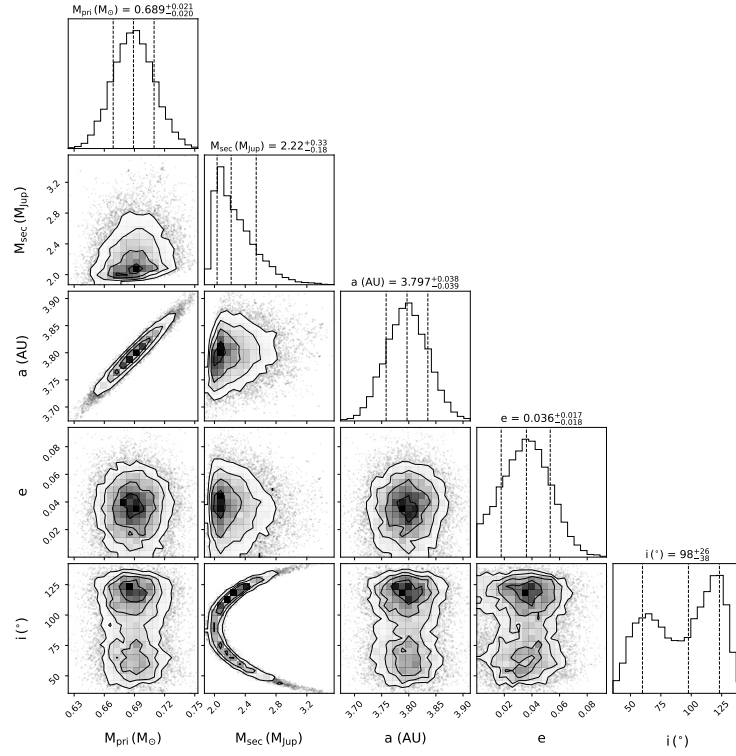 M_pri (M_⊙) = 0.689^{+0.021}_{-0.020}
M_sec (M_Jup) = 2.22^{+0.33}_{-0.18}
M_sec (M_Jup)
3.2
2.8
2.4
2.0
a (AU) = 3.797^{+0.038}_{-0.039}
a (AU)
3.90
3.85
3.80
3.75
3.70
e = 0.036^{+0.017}_{-0.018}
e
0.08
0.06
0.04
0.02
i (°) = 98^{+26}_{-38}
i (°)
125
100
75
50
0.63 0.66 0.69 0.72 0.75
2.0 2.4 2.8 3.2
3.70 3.75 3.80 3.85 3.90
0.02 0.04 0.06 0.08
50 75 100 125
M_pri (M_⊙) M_sec (M_Jup) a (AU) e i (°)